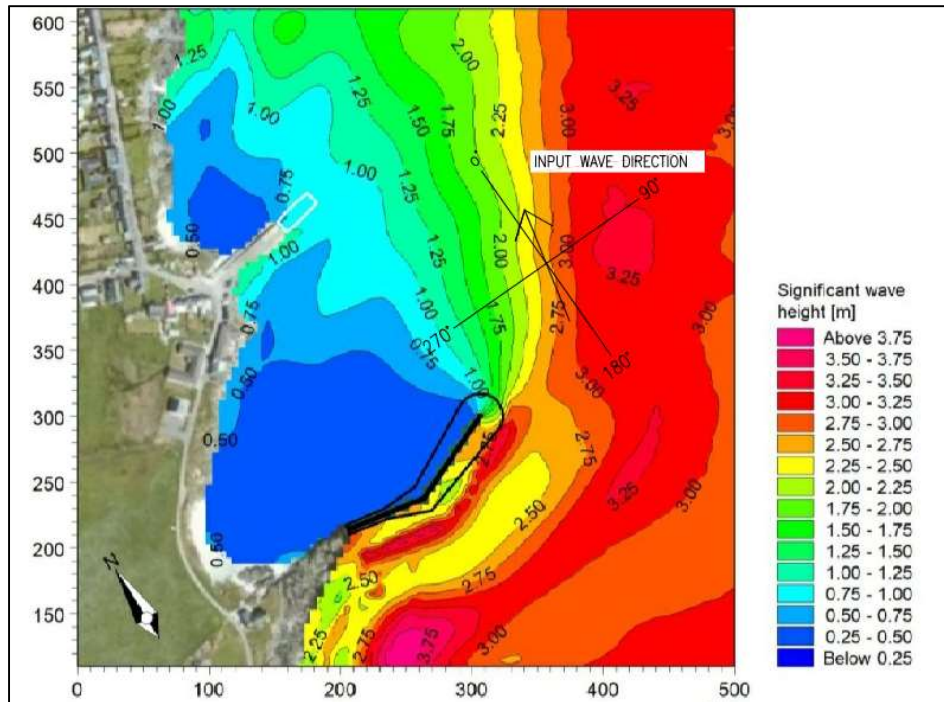 600
550
500
450
400
350
300
250
200
150
0
100
200
300
400
500
1.25
1.00
0.75
0.50
1.00
0.75
0.50
0.50
0.50
1.25
1.00
1.50
1.75
1.25
1.00
0.75
1.00
2.00
2.25
2.00
1.75
3.00
3.00
2.75
3.00
3.25
3.00
3.25
3.25
3.00
2.75
2.75
2.50
2.75
3.00
3.75
2.50
2.25
INPUT WAVE DIRECTION
0°
90°
180°
270°
N
Significant wave
height [m]
Above 3.75
3.50 - 3.75
3.25 - 3.50
3.00 - 3.25
2.75 - 3.00
2.50 - 2.75
2.25 - 2.50
2.00 - 2.25
1.75 - 2.00
1.50 - 1.75
1.25 - 1.50
1.00 - 1.25
0.75 - 1.00
0.50 - 0.75
0.25 - 0.50
Below 0.25